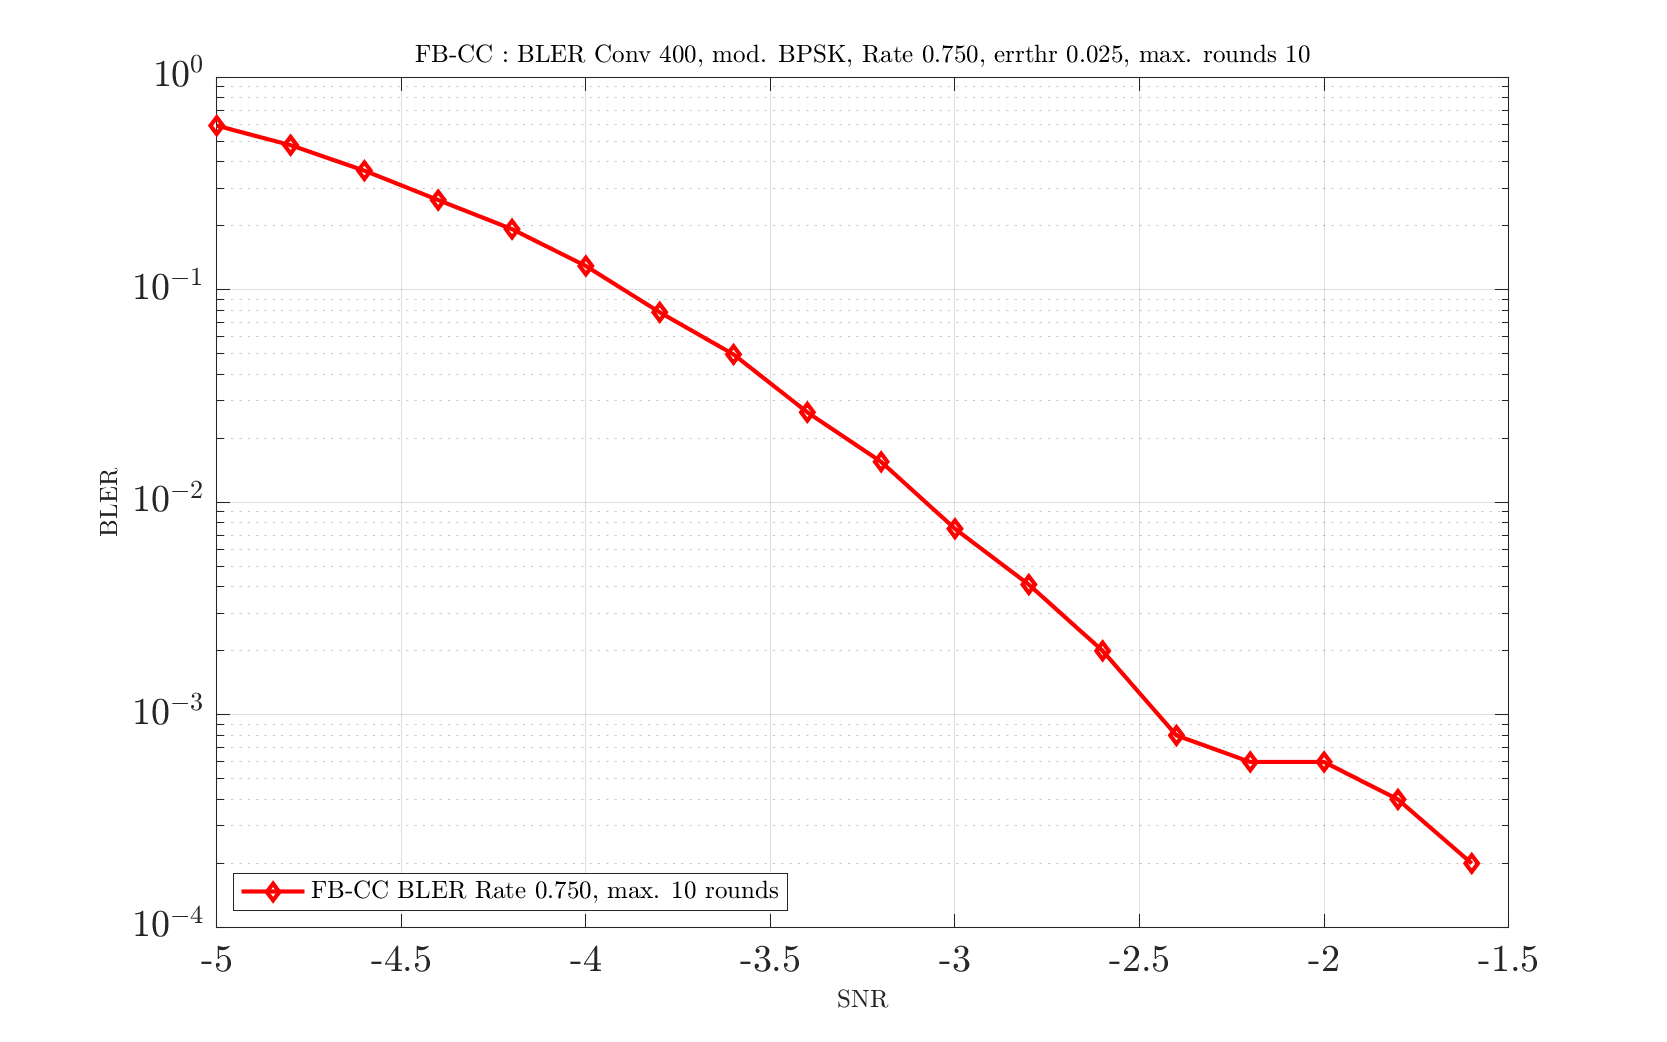 FB-CC : BLER Conv 400, mod. BPSK, Rate 0.750, errthr 0.025, max. rounds 10
10^0
10^-1
10^-2
10^-3
10^-4
BLER
FB-CC BLER Rate 0.750, max. 10 rounds
-5 -4.5 -4 -3.5 -3 -2.5 -2 -1.5
SNR